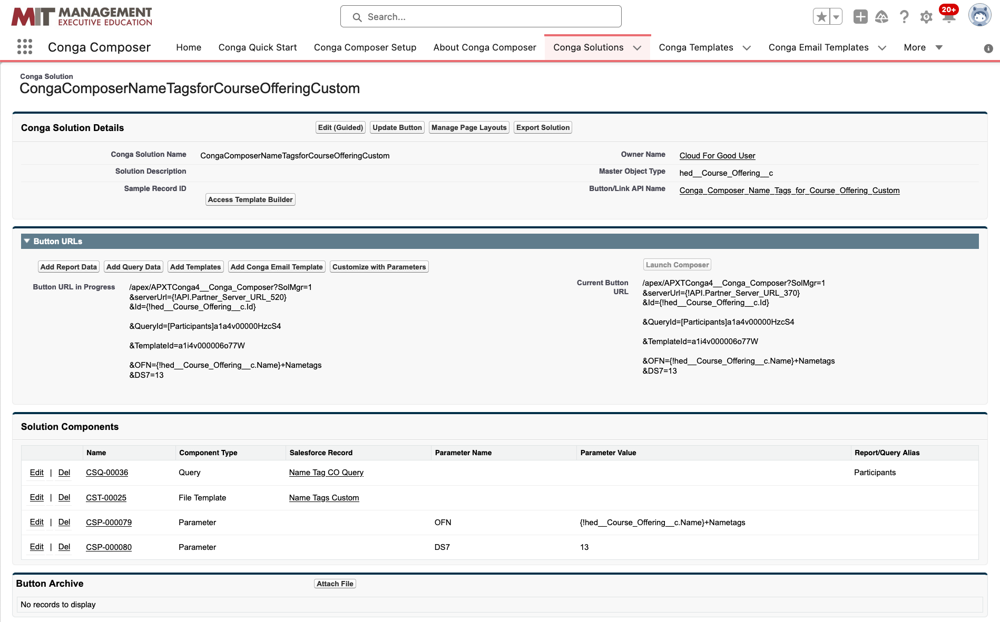 MIT MANAGEMENT
EXECUTIVE EDUCATION
Search...
20+
Conga Composer
Home
Conga Quick Start
Conga Composer Setup
About Conga Composer
Conga Solutions
Conga Templates
Conga Email Templates
More
Conga Solution
CongaComposerNameTagsforCourseOfferingCustom
Conga Solution Details
Edit (Guided)
Update Button
Manage Page Layouts
Export Solution
Conga Solution Name
CongaComposerNameTagsforCourseOfferingCustom
Owner Name
Cloud For Good User
Solution Description
Master Object Type
hed__Course_Offering__c
Sample Record ID
Access Template Builder
Button/Link API Name
Conga_Composer_Name_Tags_for_Course_Offering_Custom
Button URLs
Add Report Data
Add Query Data
Add Templates
Add Conga Email Template
Customize with Parameters
Button URL in Progress
/apex/APXTConga4__Conga_Composer?SolMgr=1
&serverUrl={!API.Partner_Server_URL_520}
&Id={!hed__Course_Offering__c.Id}
&QueryId=[Participants]a1a4v00000HzcS4
&TemplateId=a1i4v000006o77W
&OFN={!hed__Course_Offering__c.Name}+Nametags
&DS7=13
Launch Composer
Current Button
URL
/apex/APXTConga4__Conga_Composer?SolMgr=1
&serverUrl={!API.Partner_Server_URL_370}
&Id={!hed__Course_Offering__c.Id}
&QueryId=[Participants]a1a4v00000HzcS4
&TemplateId=a1i4v000006o77W
&OFN={!hed__Course_Offering__c.Name}+Nametags
&DS7=13
Solution Components
Name
Component Type
Salesforce Record
Parameter Name
Parameter Value
Report/Query Alias
Edit | Del
CSQ-00036
Query
Name Tag CO Query
Participants
Edit | Del
CST-00025
File Template
Name Tags Custom
Edit | Del
CSP-000079
Parameter
OFN
{!hed__Course_Offering__c.Name}+Nametags
Edit | Del
CSP-000080
Parameter
DS7
13
Button Archive
Attach File
No records to display